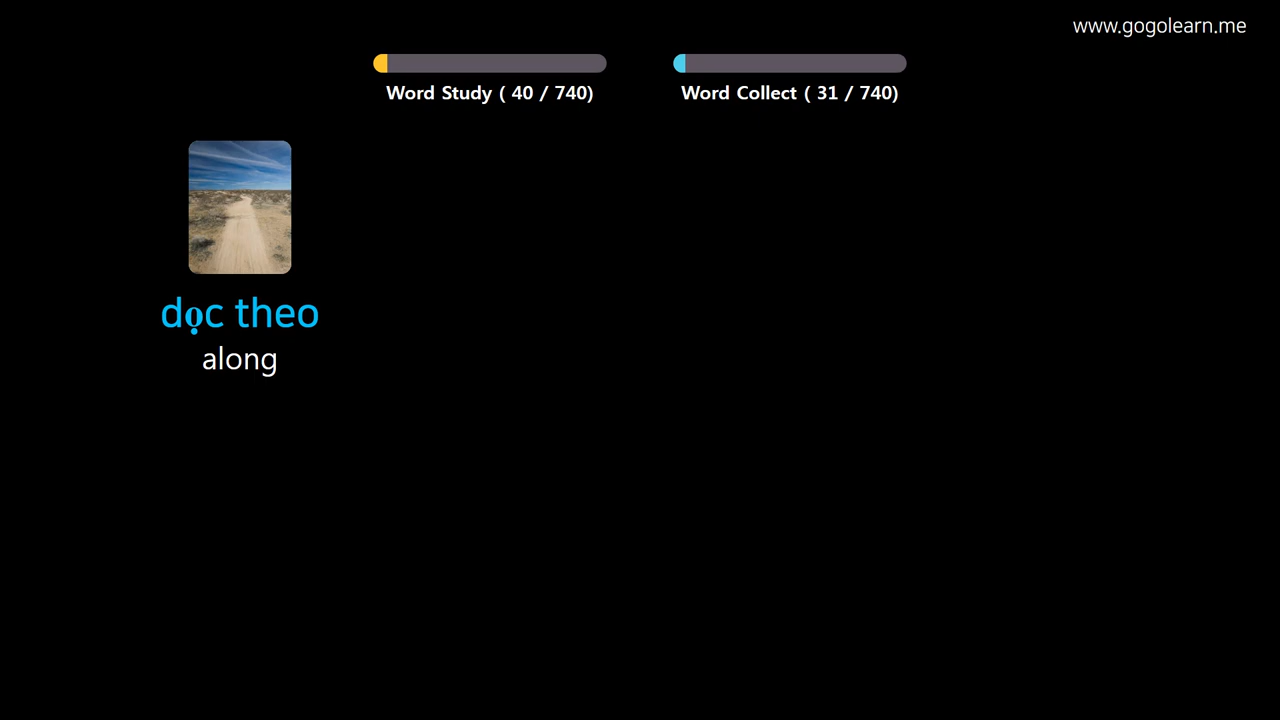 www.gogolearn.me
Word Study ( 40 / 740)
Word Collect ( 31 / 740)
dọc theo
along